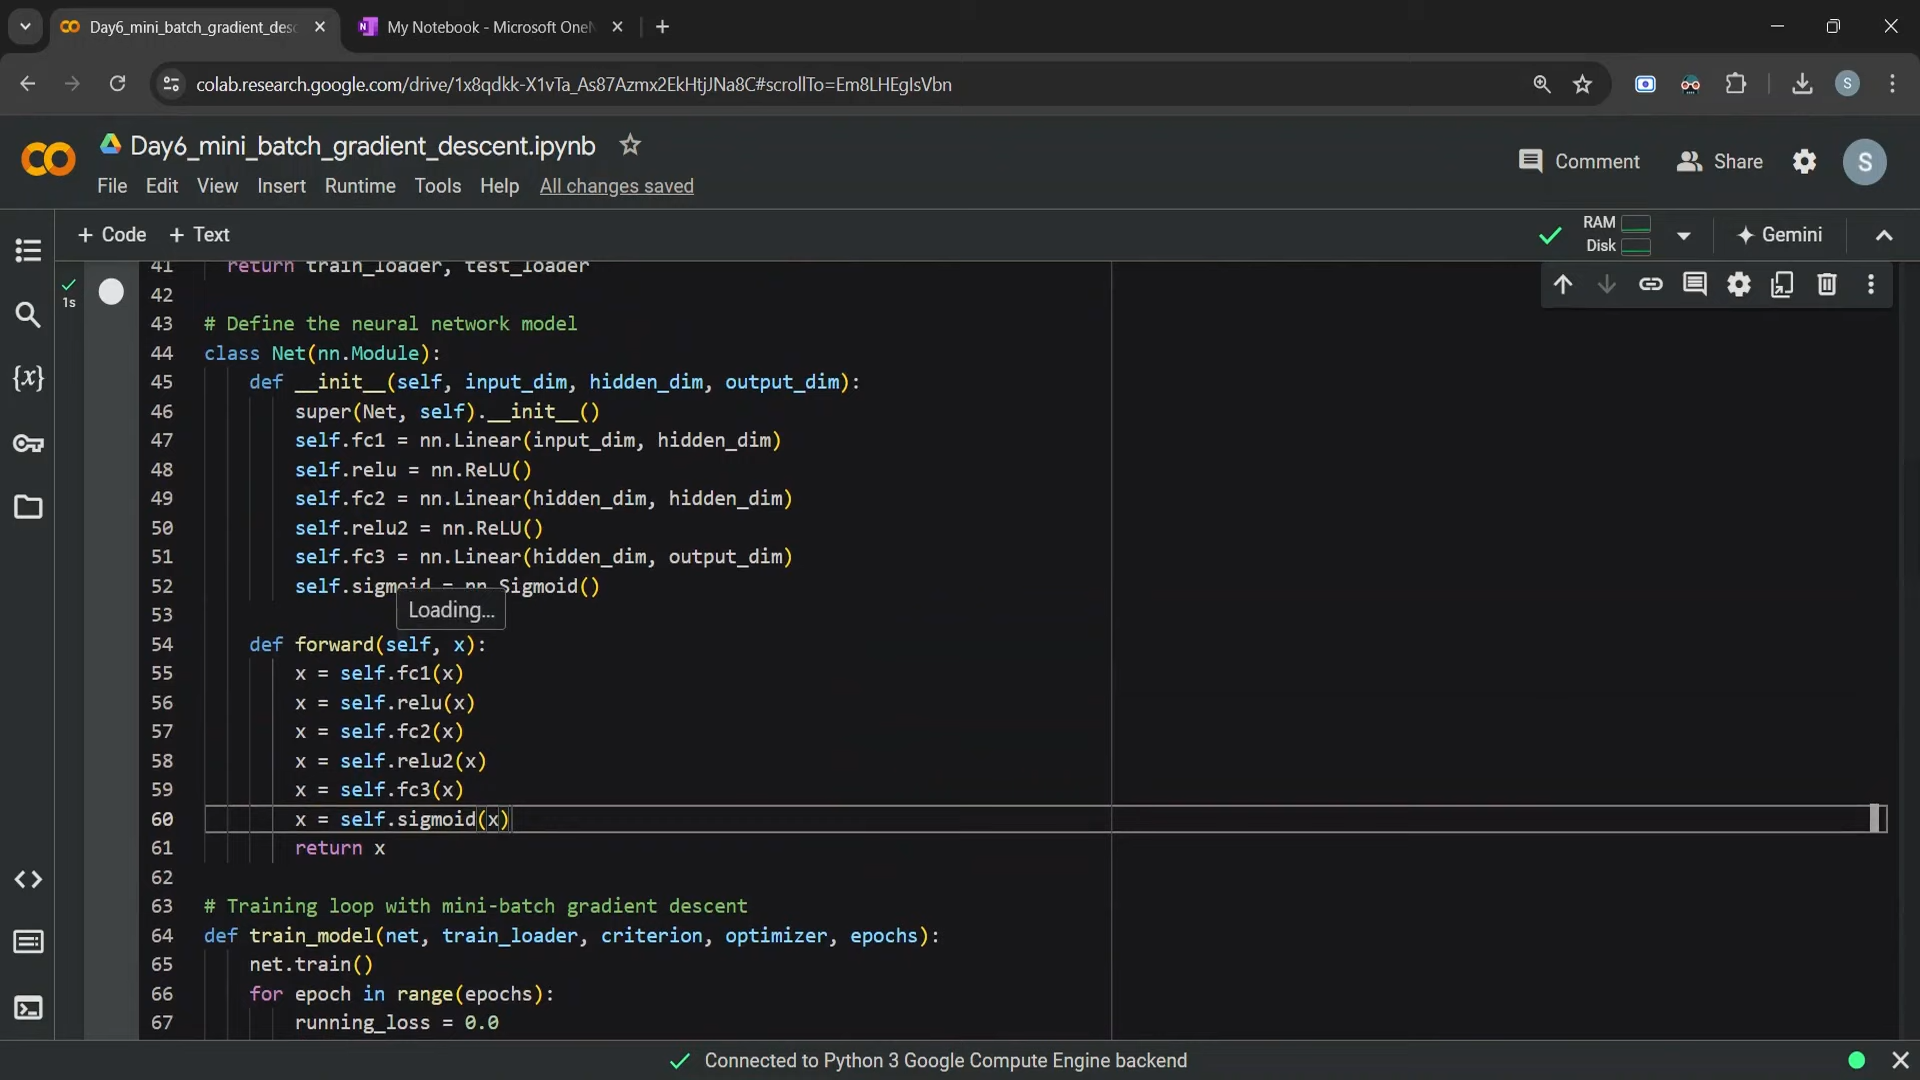 Day6_mini_batch_gradient_desc
My Notebook - Microsoft OneN
colab.research.google.com/drive/1x8qdkk-X1vTa_As87Azmx2EkHtjJNa8C#scrollTo=Em8LHEgIsVbn
S
CO
Day6_mini_batch_gradient_descent.ipynb
File Edit View Insert Runtime Tools Help All changes saved
Comment Share S
+ Code + Text
RAM
Disk
Gemini
1s
41 return train_loader, test_loader
42
43 # Define the neural network model
44 class Net(nn.Module):
45 def __init__(self, input_dim, hidden_dim, output_dim):
46 super(Net, self).__init__()
47 self.fc1 = nn.Linear(input_dim, hidden_dim)
48 self.relu = nn.ReLU()
49 self.fc2 = nn.Linear(hidden_dim, hidden_dim)
50 self.relu2 = nn.ReLU()
51 self.fc3 = nn.Linear(hidden_dim, output_dim)
52 self.sigmoid = nn.Sigmoid()
Loading...
53
54 def forward(self, x):
55 x = self.fc1(x)
56 x = self.relu(x)
57 x = self.fc2(x)
58 x = self.relu2(x)
59 x = self.fc3(x)
60 x = self.sigmoid(x)
61 return x
62
63 # Training loop with mini-batch gradient descent
64 def train_model(net, train_loader, criterion, optimizer, epochs):
65 net.train()
66 for epoch in range(epochs):
67 running_loss = 0.0
Connected to Python 3 Google Compute Engine backend